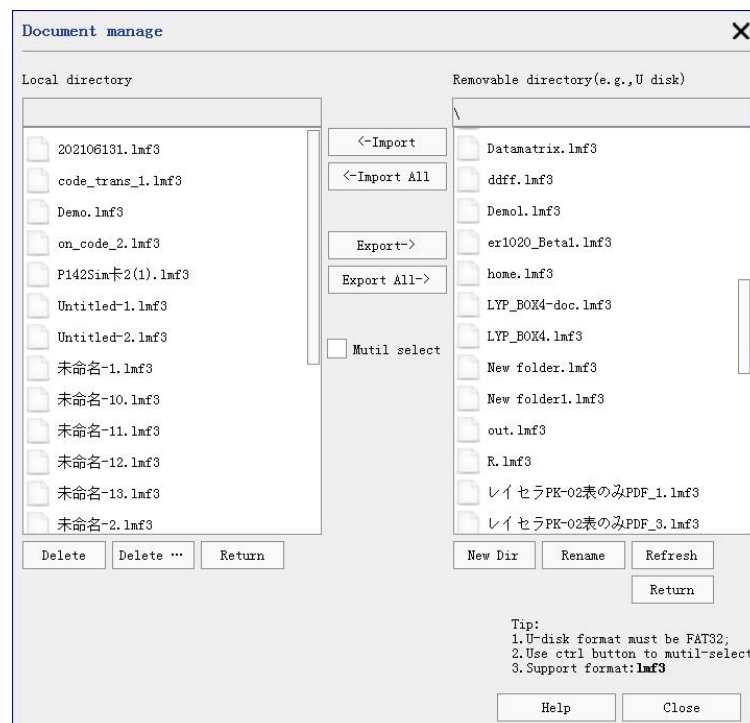 Document manage
Local directory
202106131.lmf3
code_trans_1.lmf3
Demo.lmf3
on_code_2.lmf3
P142Sim卡2(1).lmf3
Untitled-1.lmf3
Untitled-2.lmf3
未命名-1.lmf3
未命名-10.lmf3
未命名-11.lmf3
未命名-12.lmf3
未命名-13.lmf3
未命名-2.lmf3
Delete
Delete ···
Return
<-Import
<-Import All
Export->
Export All->
Mutil select
Removable directory(e.g.,U disk)
\
Datamatrix.lmf3
ddff.lmf3
Demo1.lmf3
er1020_Beta1.lmf3
home.lmf3
LYP_BOX4-doc.lmf3
LYP_BOX4.lmf3
New folder.lmf3
New folder1.lmf3
out.lmf3
R.lmf3
レイセラPK-02表のみPDF_1.lmf3
レイセラPK-02表のみPDF_3.lmf3
New Dir
Rename
Refresh
Return
Tip:
1.U-disk format must be FAT32;
2.Use ctrl button to mutil-select
3.Support format:lmf3
Help
Close